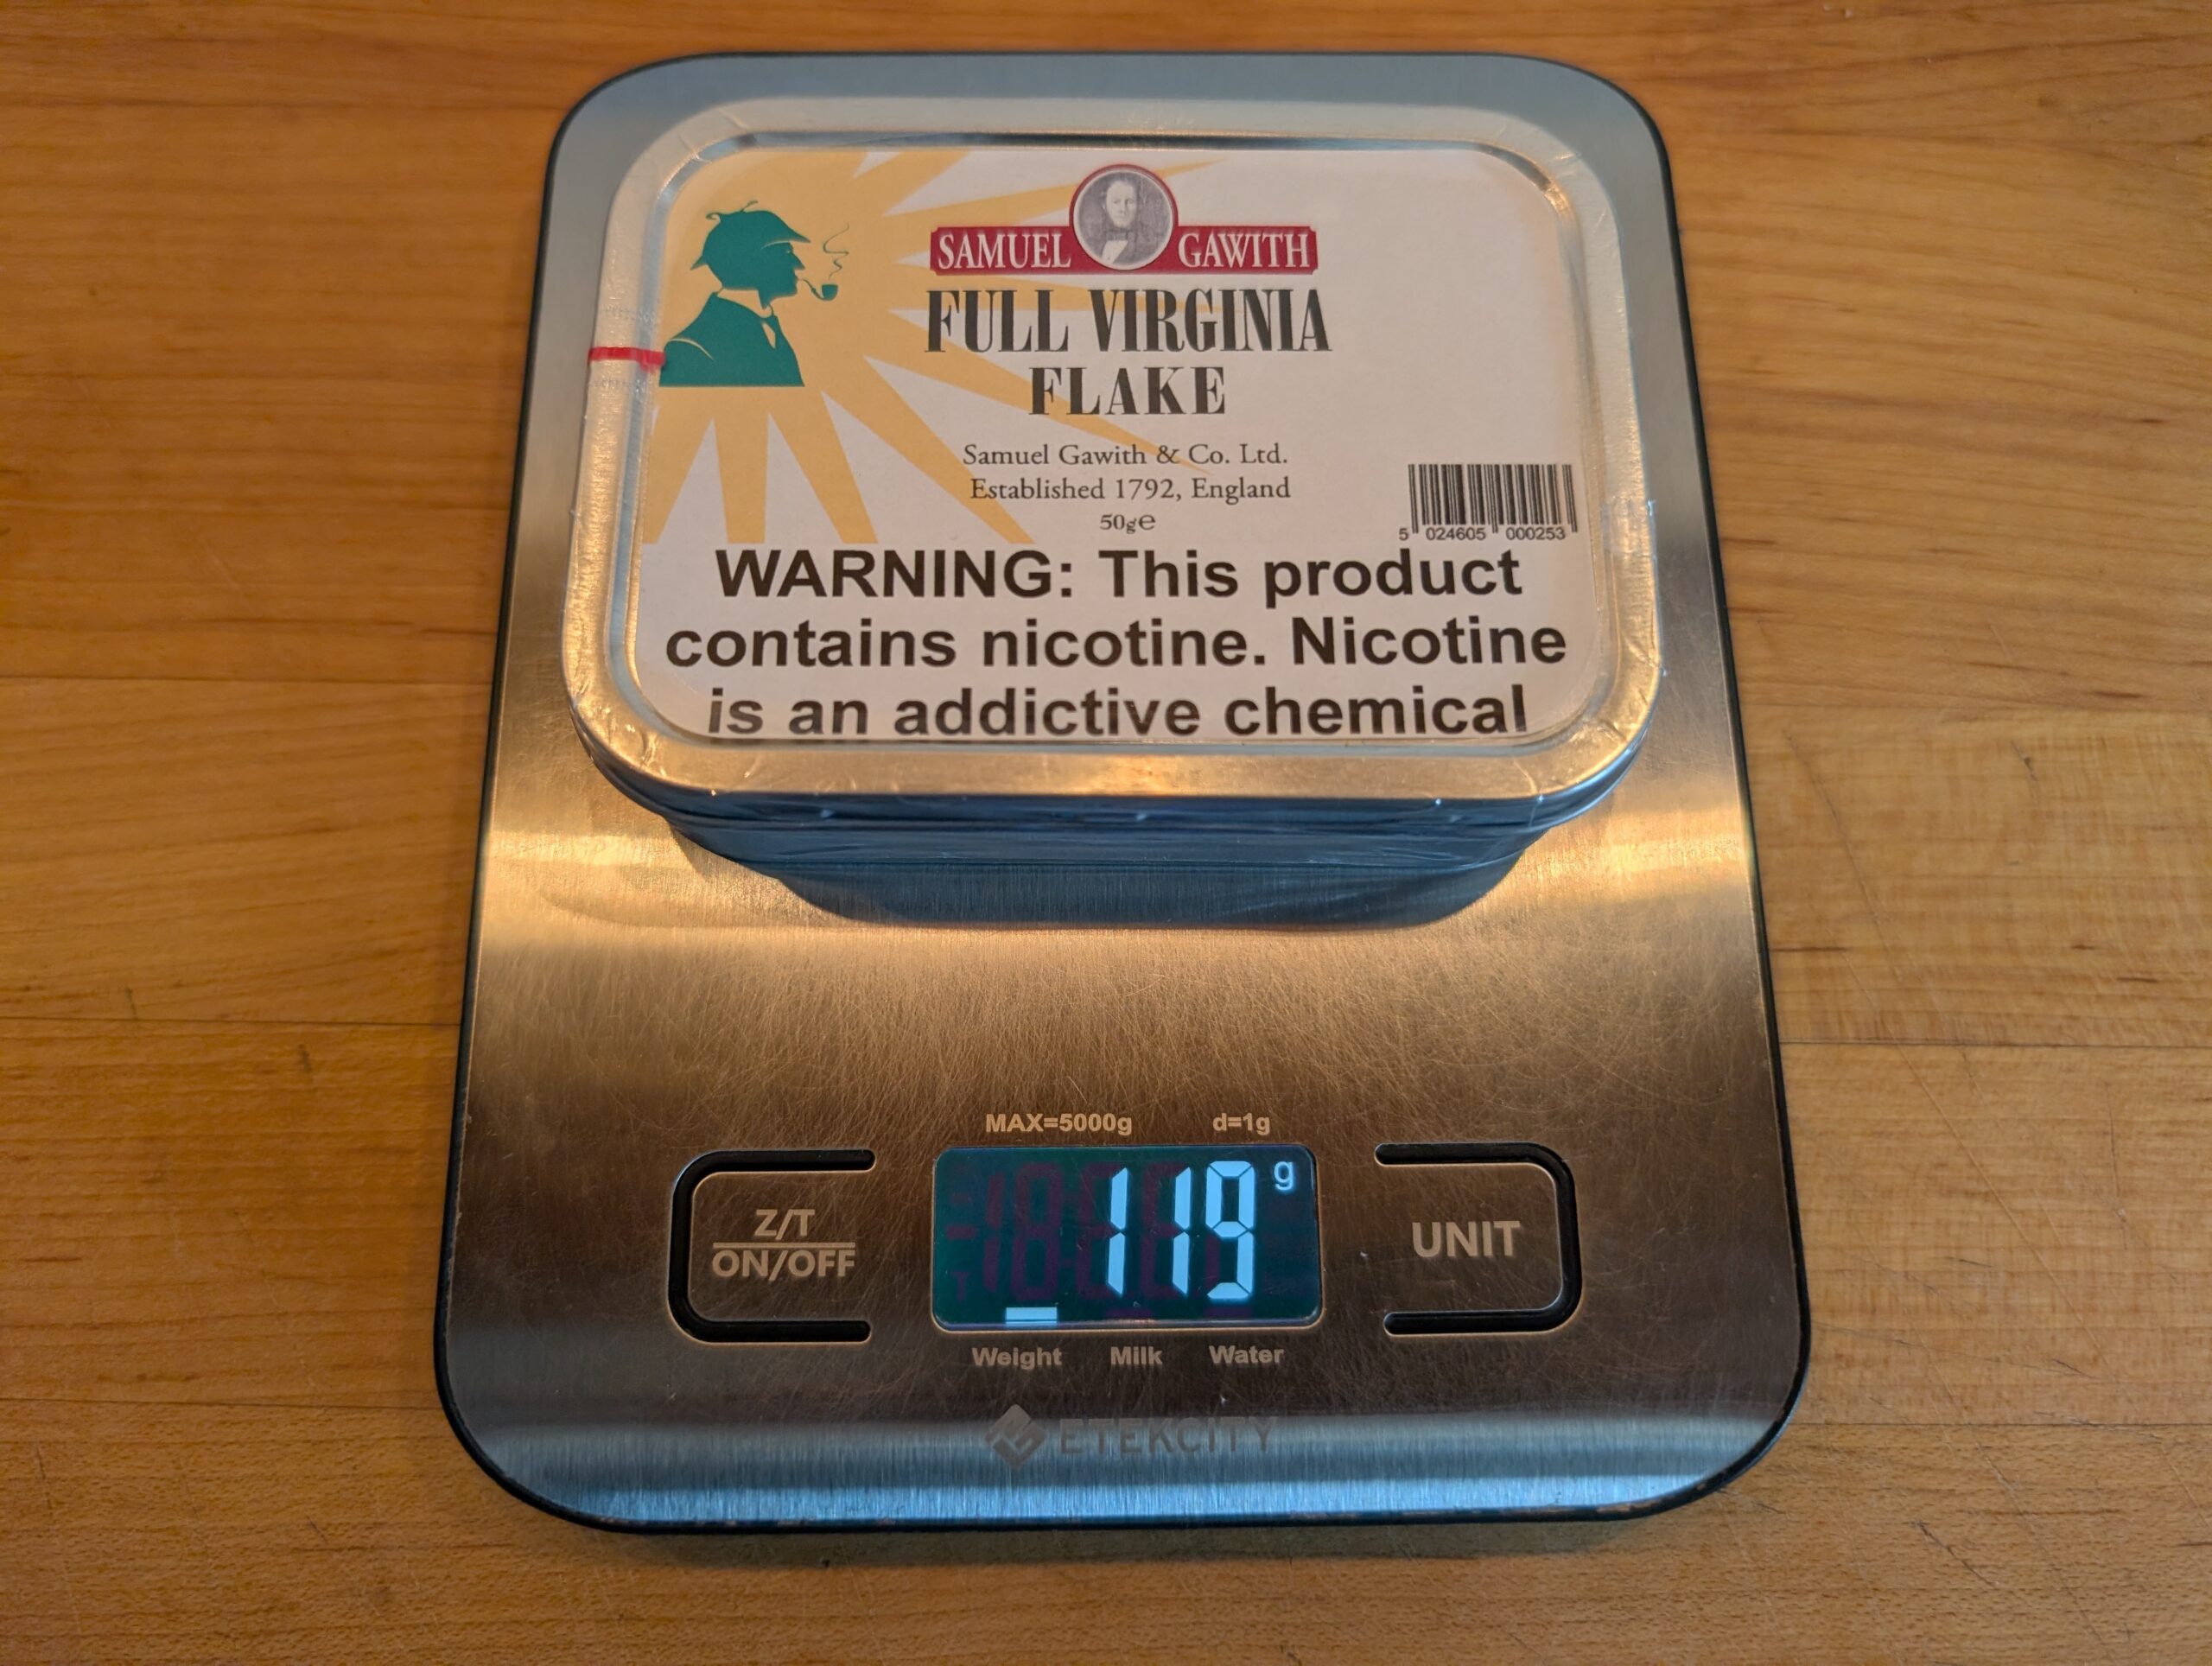 SAMUEL GAWITH
FULL VIRGINIA
FLAKE
Samuel Gawith & Co. Ltd.
Established 1792, England
50g℮
5 024605 000253
WARNING: This product
contains nicotine. Nicotine
is an addictive chemical
MAX=5000g d=1g
Z/T
ON/OFF
119 g
UNIT
Weight Milk Water
ETEKCITY